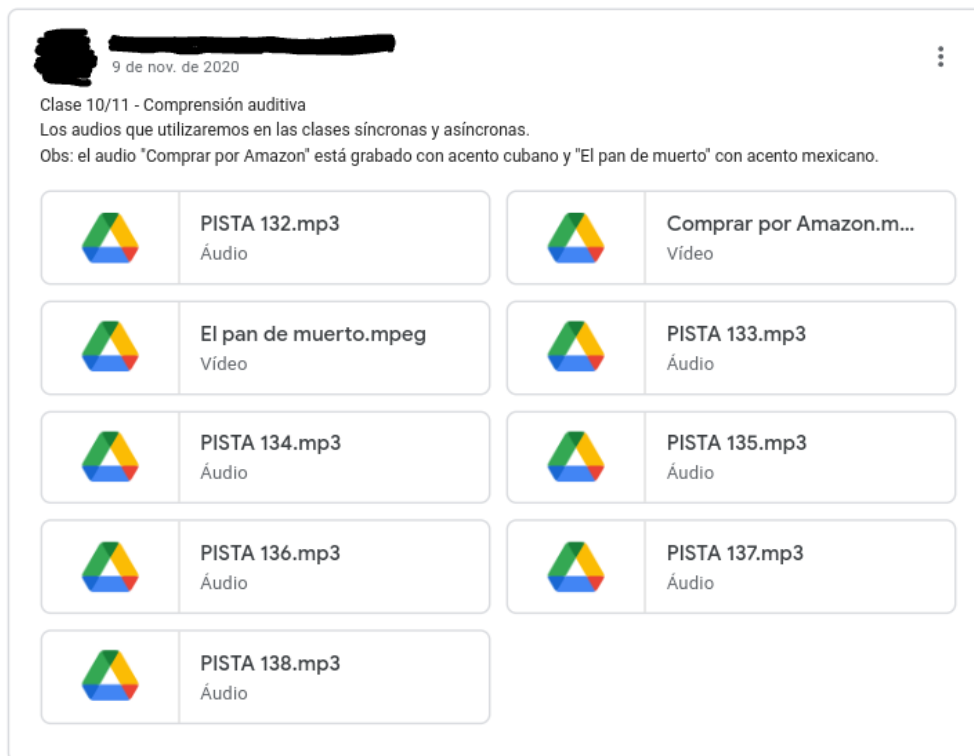 9 de nov. de 2020
Clase 10/11 - Comprensión auditiva
Los audios que utilizaremos en las clases síncronas y asíncronas.
Obs: el audio "Comprar por Amazon" está grabado con acento cubano y "El pan de muerto" con acento mexicano.
PISTA 132.mp3
Áudio
Comprar por Amazon.m...
Vídeo
El pan de muerto.mpeg
Vídeo
PISTA 133.mp3
Áudio
PISTA 134.mp3
Áudio
PISTA 135.mp3
Áudio
PISTA 136.mp3
Áudio
PISTA 137.mp3
Áudio
PISTA 138.mp3
Áudio